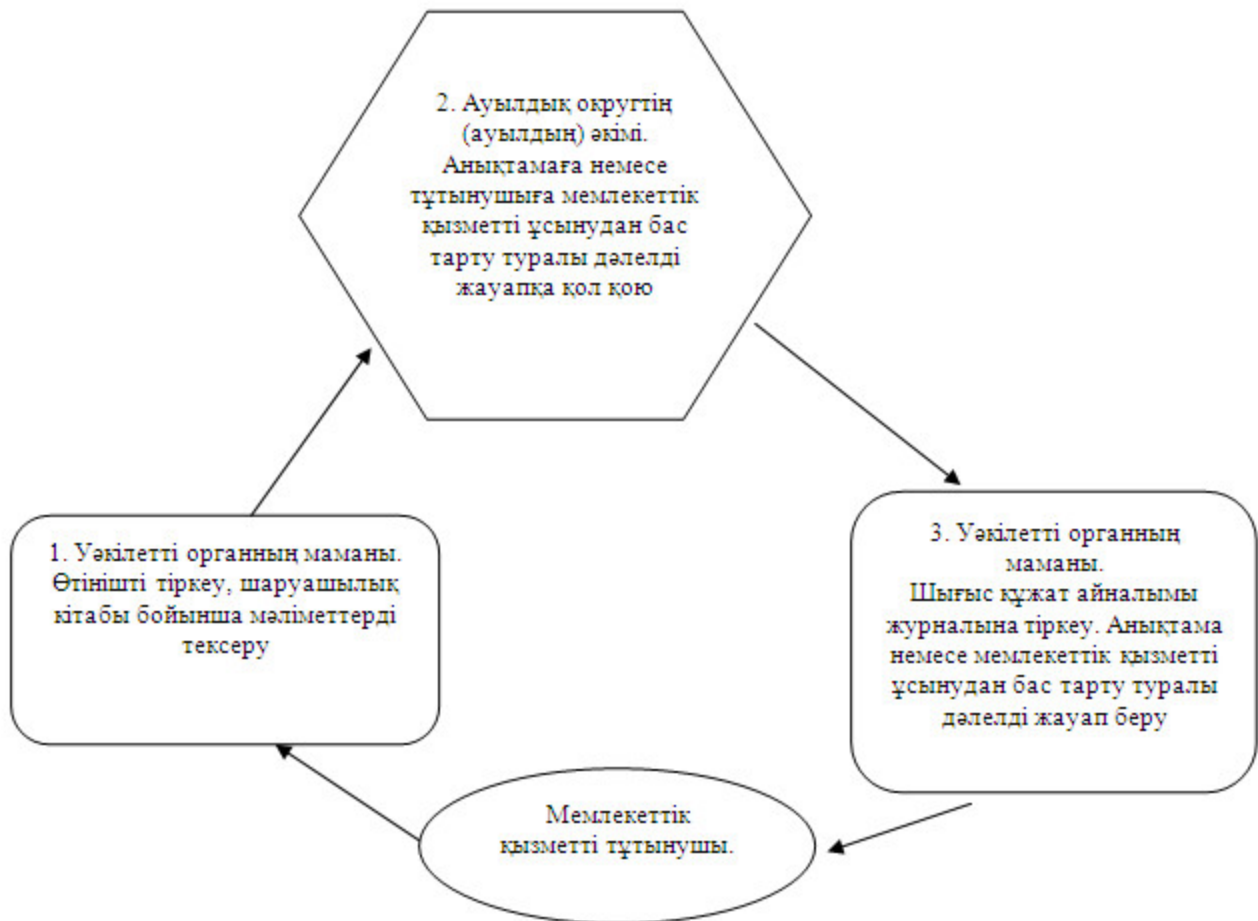 2. Ауылдық округтің
(ауылдың) әкімі.
Анықтамаға немесе
тұтынушыға мемлекеттік
қызметті ұсынудан бас
тарту туралы дәлелді
жауапқа қол қою
1. Уәкілетті органның маманы.
Өтінішті тіркеу, шаруашылық
кітабы бойынша мәліметтерді
тексеру
3. Уәкілетті органның
маманы.
Шығыс құжат айналымы
журналына тіркеу. Анықтама
немесе мемлекеттік қызметті
ұсынудан бас тарту туралы
дәлелді жауап беру
Мемлекеттік
қызметті тұтынушы.